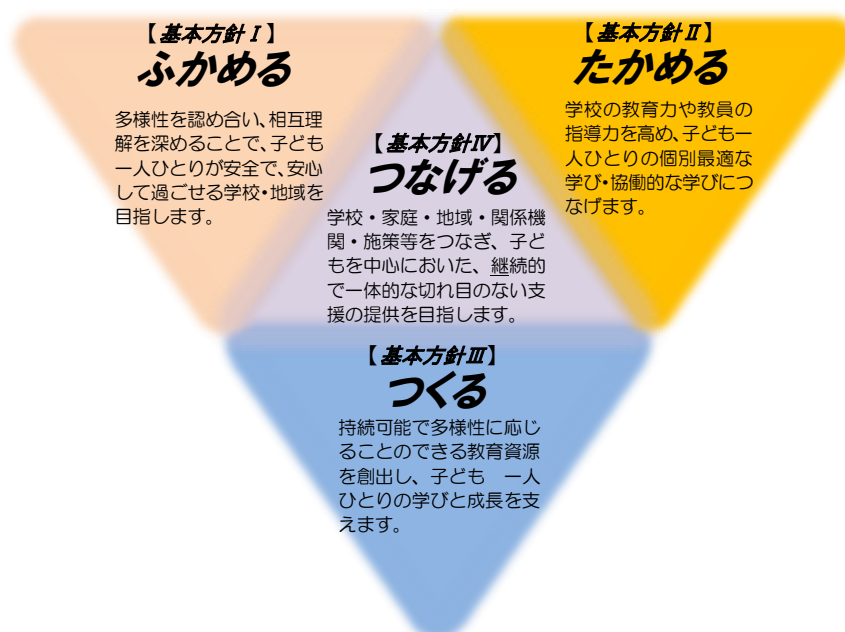 【基本方針Ⅰ】
ふかめる
多様性を認め合い、相互理
解を深めることで、子ども
一人ひとりが安全で、安心
して過ごせる学校・地域を
目指します。
【基本方針Ⅱ】
たかめる
学校の教育力や教員の
指導力を高め、子ども一
人ひとりの個別最適な
学び・協働的な学びにつ
なげます。
【基本方針Ⅳ】
つなげる
学校・家庭・地域・関係機
関・施策等をつなぎ、子ど
もを中心においた、継続的
で一体的な切れ目のない支
援の提供を目指します。
【基本方針Ⅲ】
つくる
持続可能で多様性に応じ
ることのできる教育資源
を創出し、子ども　一人
ひとりの学びと成長を支
えます。